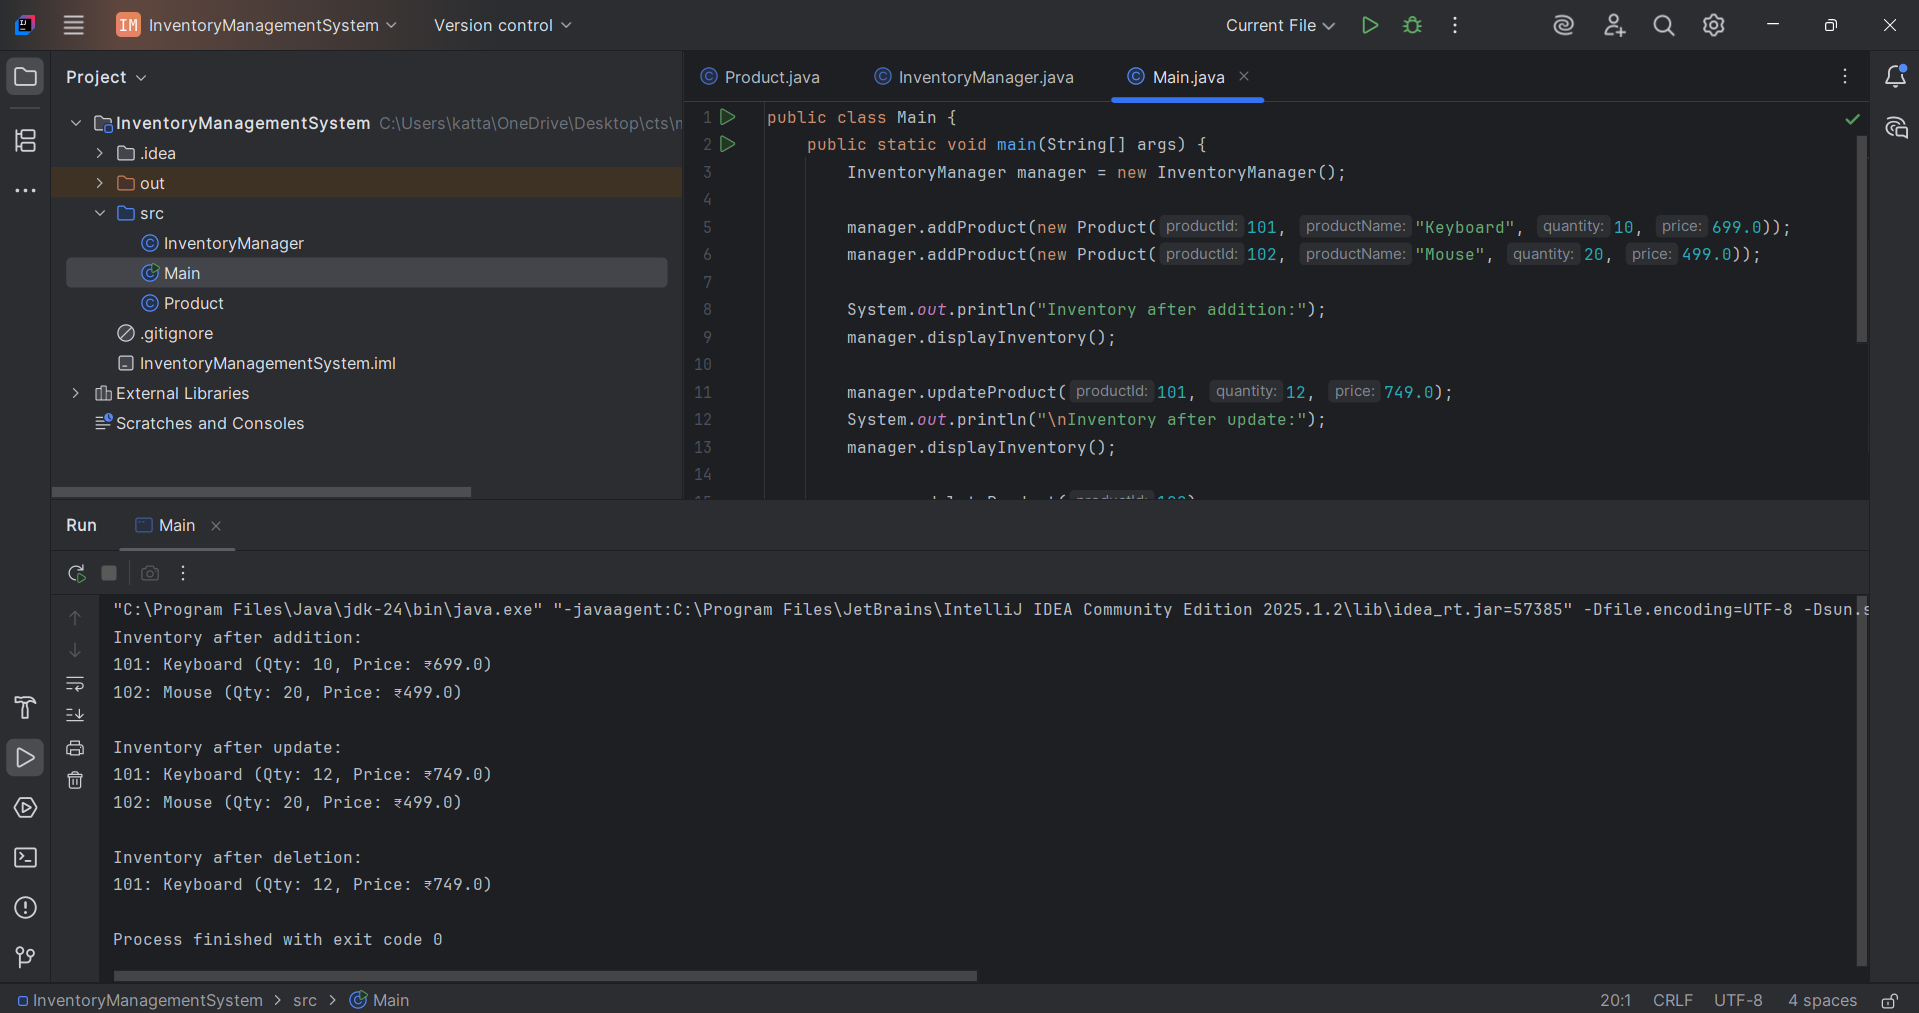 IM InventoryManagementSystem Version control Current File
Project
InventoryManagementSystem C:\Users\katta\OneDrive\Desktop\cts\
.idea
out
src
InventoryManager
Main
Product
.gitignore
InventoryManagementSystem.iml
External Libraries
Scratches and Consoles
Product.java InventoryManager.java Main.java
1 public class Main {
2 public static void main(String[] args) {
3 InventoryManager manager = new InventoryManager();
4
5 manager.addProduct(new Product( productId: 101, productName: "Keyboard", quantity: 10, price: 699.0));
6 manager.addProduct(new Product( productId: 102, productName: "Mouse", quantity: 20, price: 499.0));
7
8 System.out.println("Inventory after addition:");
9 manager.displayInventory();
10
11 manager.updateProduct( productId: 101, quantity: 12, price: 749.0);
12 System.out.println("\nInventory after update:");
13 manager.displayInventory();
14
Run Main
"C:\Program Files\Java\jdk-24\bin\java.exe" "-javaagent:C:\Program Files\JetBrains\IntelliJ IDEA Community Edition 2025.1.2\lib\idea_rt.jar=57385" -Dfile.encoding=UTF-8 -Dsun.s
Inventory after addition:
101: Keyboard (Qty: 10, Price: ₹699.0)
102: Mouse (Qty: 20, Price: ₹499.0)
Inventory after update:
101: Keyboard (Qty: 12, Price: ₹749.0)
102: Mouse (Qty: 20, Price: ₹499.0)
Inventory after deletion:
101: Keyboard (Qty: 12, Price: ₹749.0)
Process finished with exit code 0
InventoryManagementSystem > src > Main 20:1 CRLF UTF-8 4 spaces